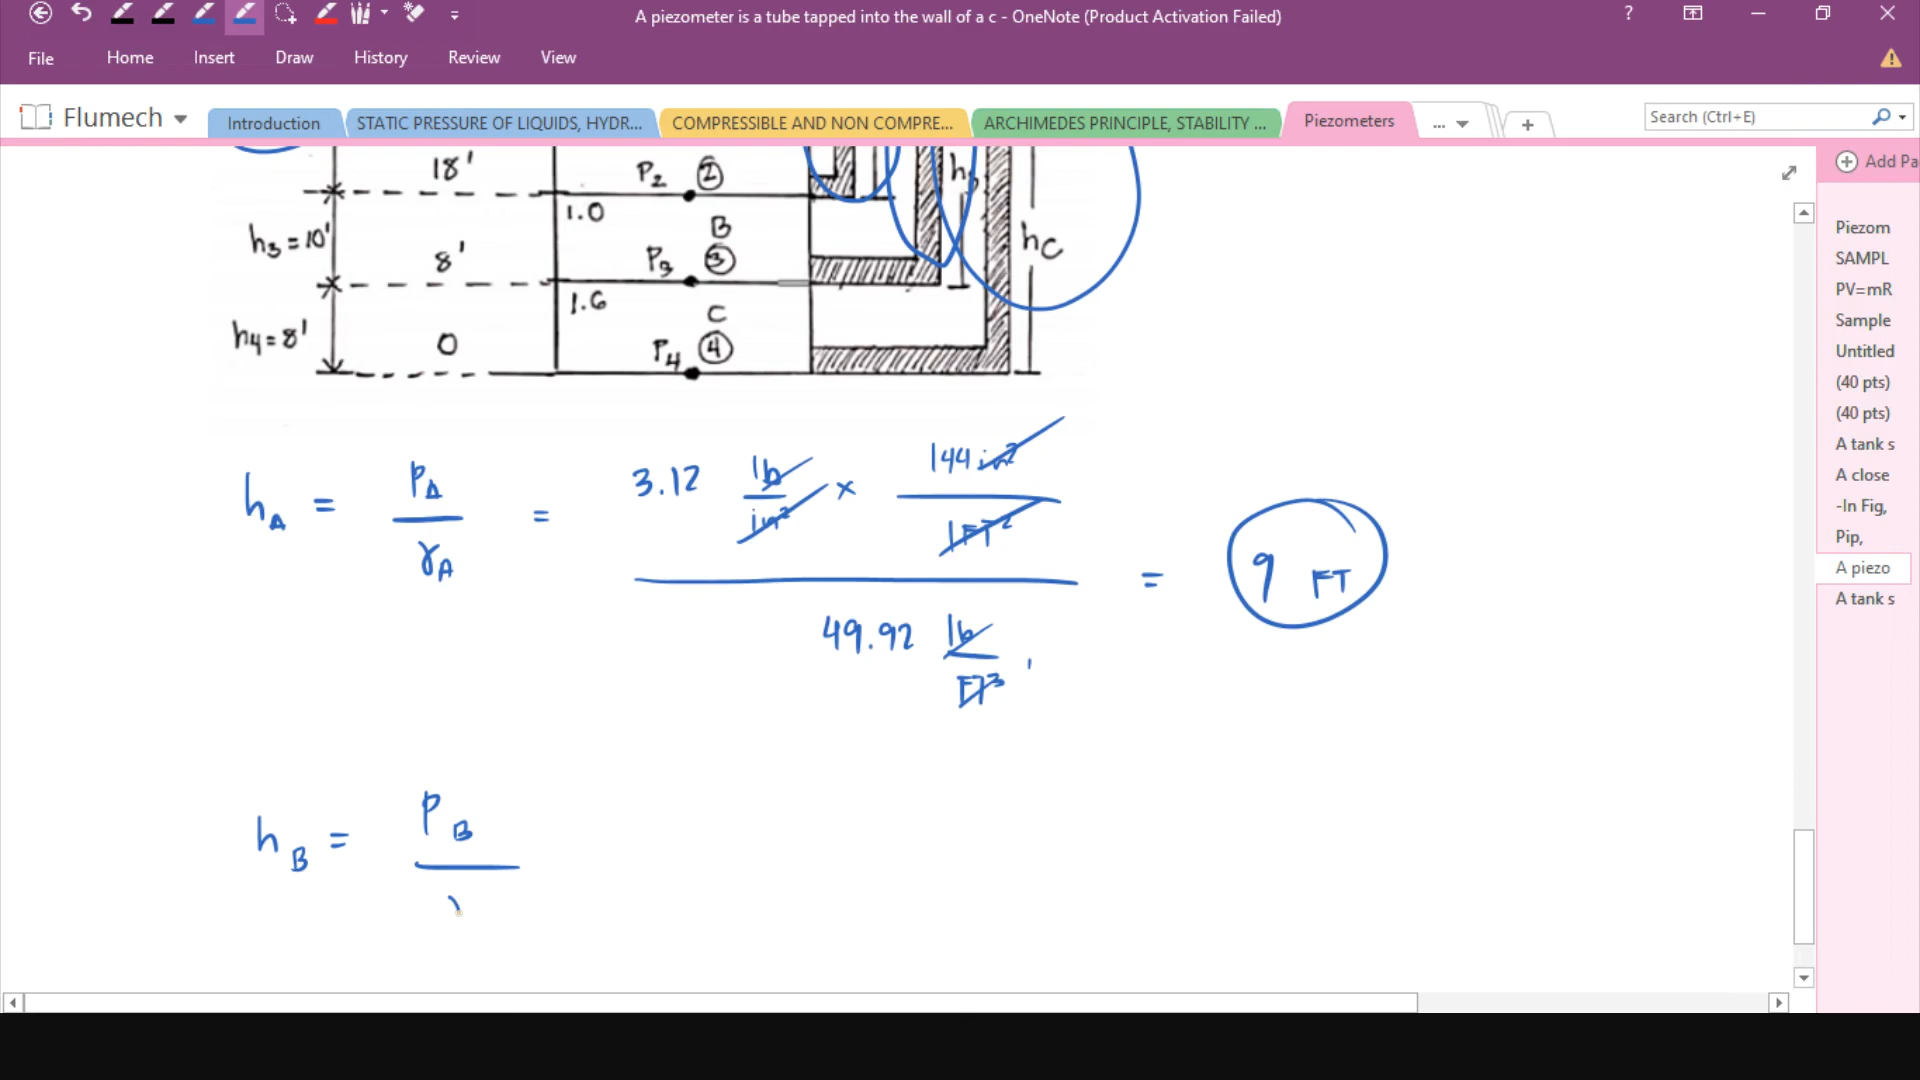 A piezometer is a tube tapped into the wall of a c - OneNote (Product Activation Failed)
?
File Home Insert Draw History Review View
Flumech
Introduction
STATIC PRESSURE OF LIQUIDS, HYDR...
COMPRESSIBLE AND NON COMPRE...
ARCHIMEDES PRINCIPLE, STABILITY ...
Piezometers
...
+
Search (Ctrl+E)
Add Pa
Piezom
SAMPL
PV=mR
Sample
Untitled
(40 pts)
(40 pts)
A tank s
A close
-In Fig,
Pip,
A piezo
A tank s
18'
P2 ②
1.0
B
h3 = 10'
8'
P3 ③
1.6
C
h4 = 8'
0
P4 ④
hC
hA = PA / γA = 3.12 lb/in² × 144 in² / 1FT² / 49.92 lb/FT³ = 9 FT
hB = PB